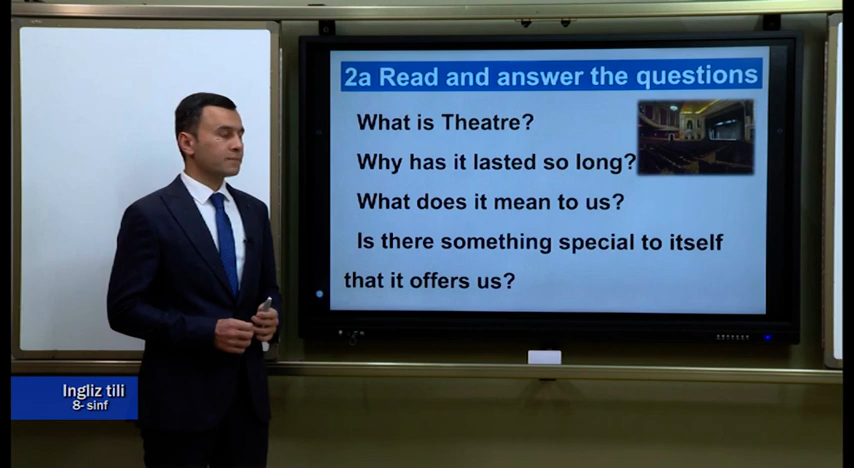 2a Read and answer the questions
What is Theatre?
Why has it lasted so long?
What does it mean to us?
Is there something special to itself
that it offers us?
Ingliz tili
8- sinf